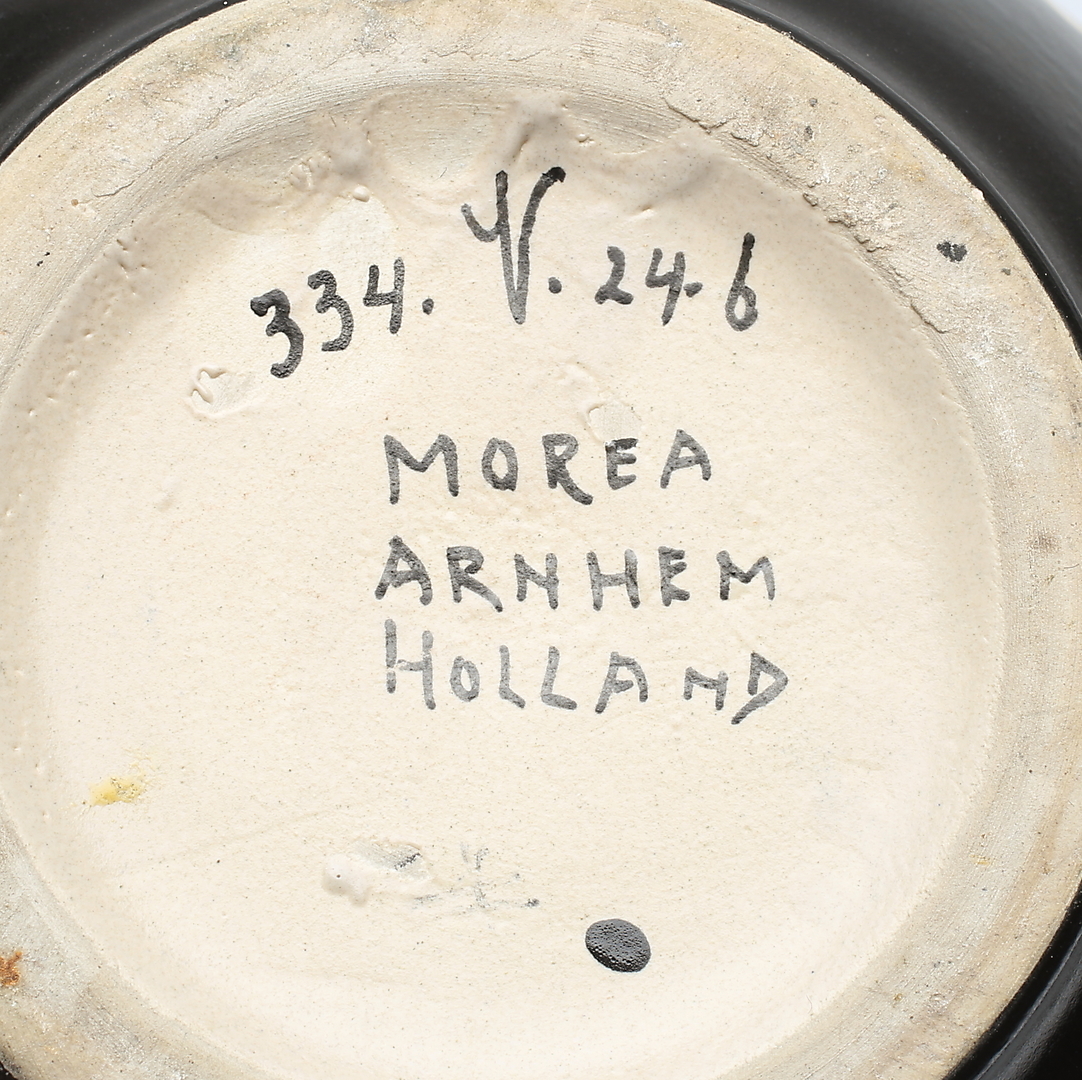 334. V. 24.6
MOREA
ARNHEM
HOLLAND